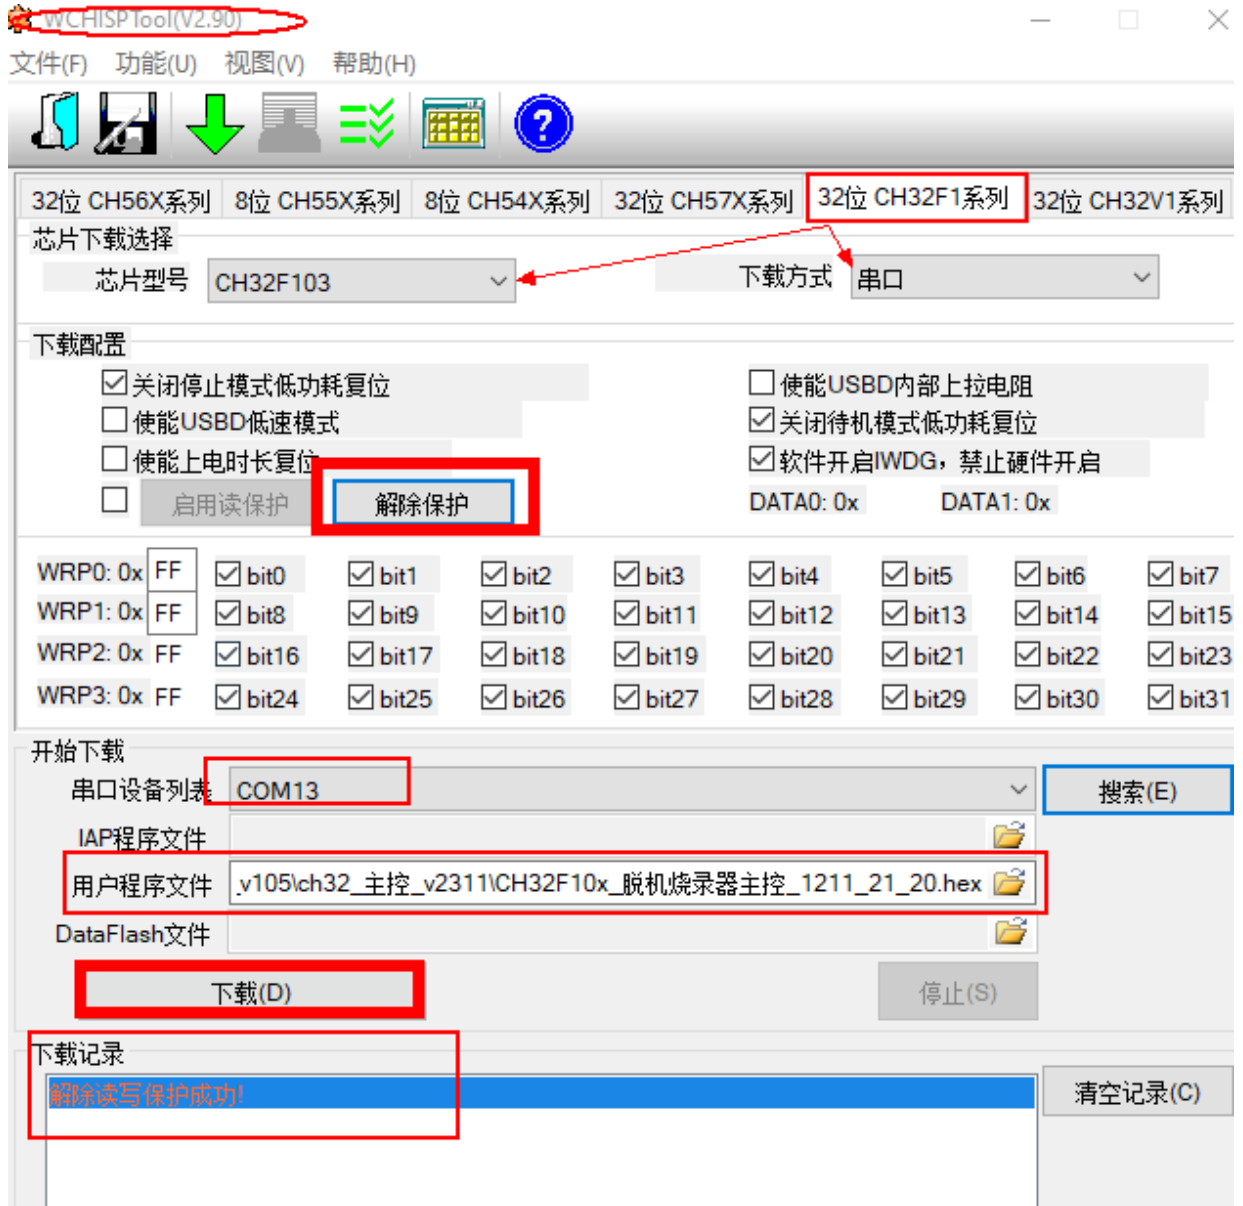 WCHISPTool(V2.90)
文件(F) 功能(U) 视图(V) 帮助(H)
32位 CH56X系列 8位 CH55X系列 8位 CH54X系列 32位 CH57X系列 32位 CH32F1系列 32位 CH32V1系列
芯片下载选择
芯片型号 CH32F103 下载方式 串口
下载配置
关闭停止模式低功耗复位 使能USBD内部上拉电阻
使能USBD低速模式 关闭待机模式低功耗复位
使能上电时长复位 软件开启IWDG，禁止硬件开启
启用读保护 解除保护 DATA0: 0x DATA1: 0x
WRP0: 0x FF bit0 bit1 bit2 bit3 bit4 bit5 bit6 bit7
WRP1: 0x FF bit8 bit9 bit10 bit11 bit12 bit13 bit14 bit15
WRP2: 0x FF bit16 bit17 bit18 bit19 bit20 bit21 bit22 bit23
WRP3: 0x FF bit24 bit25 bit26 bit27 bit28 bit29 bit30 bit31
开始下载
串口设备列表 COM13 搜索(E)
IAP程序文件
用户程序文件 _v105\ch32_主控_v2311\CH32F10x_脱机烧录器主控_1211_21_20.hex
DataFlash文件
下载(D) 停止(S)
下载记录
解除读写保护成功! 清空记录(C)